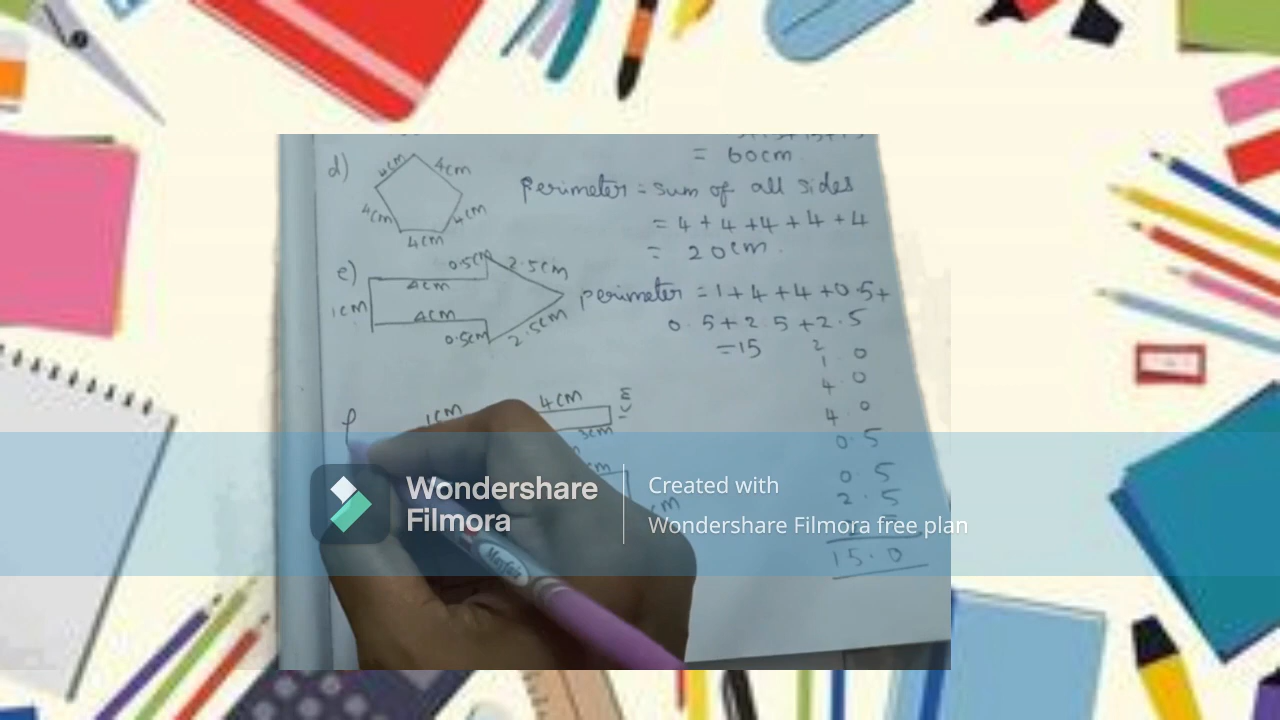 = 60cm
d) 4cm 4cm
perimeter = sum of all sides
4cm 4cm
= 4 + 4 + 4 + 4 + 4
4cm
= 20cm.
e) 0.5cm 2.5cm
4cm
perimeter = 1 + 4 + 4 + 0.5 +
1cm
4cm
0.5 + 2.5 + 2.5
0.5cm 2.5cm
= 15
2
1.0
4.0
4.0
0.5
0.5
2.5
15.0
f
1cm 4cm
3cm
cm
cm
Wondershare
Filmora
Created with
Wondershare Filmora free plan
Mayfair